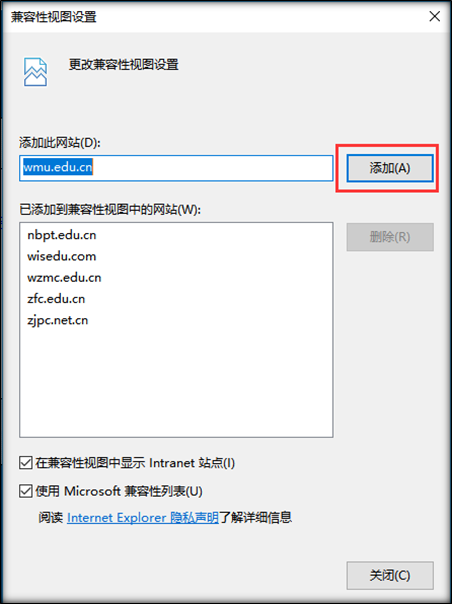 兼容性视图设置
更改兼容性视图设置
添加此网站(D):
wmu.edu.cn
添加(A)
已添加到兼容性视图中的网站(W):
nbpt.edu.cn
删除(R)
wisedu.com
wzmc.edu.cn
zfc.edu.cn
zjpc.net.cn
在兼容性视图中显示 Intranet 站点(I)
使用 Microsoft 兼容性列表(U)
阅读 Internet Explorer 隐私声明了解详细信息
关闭(C)